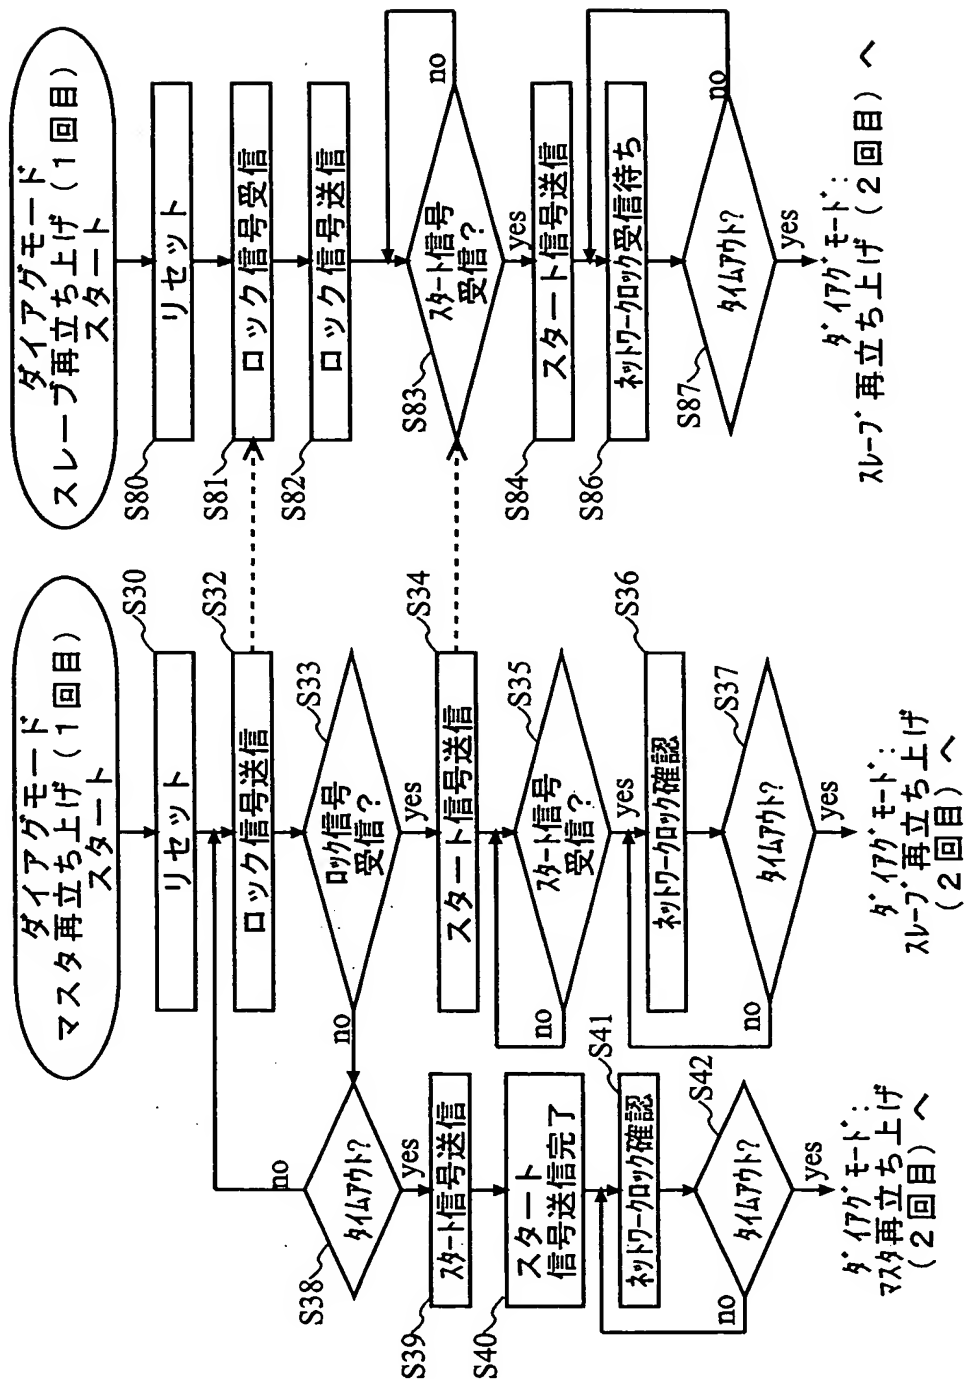 ダイアグモード
マスタ再立ち上げ(1回目)
スタート
リセット
S30
ロック信号送信
S32
ロック信号
受信?
S33
yes
no
スタート信号送信
S34
スタート信号
受信?
S35
yes
no
ネットワークロック確認
S36
タイムアウト?
S37
yes
no
ダイアグモード:
スレーブ再立ち上げ
(2回目)へ
タイムアウト?
S38
no
yes
スタート信号送信
S39
スタート
信号送信完了
S40
ネットワークロック確認
S41
タイムアウト?
S42
no
yes
ダイアグモード:
マスタ再立ち上げ
(2回目)へ
ダイアグモード
スレーブ再立ち上げ(1回目)
スタート
リセット
S80
ロック信号受信
S81
ロック信号送信
S82
スタート信号
受信?
S83
no
yes
スタート信号送信
S84
ネットワークロック受信待ち
S86
タイムアウト?
S87
no
yes
ダイアグモード:
スレーブ再立ち上げ(2回目)へ